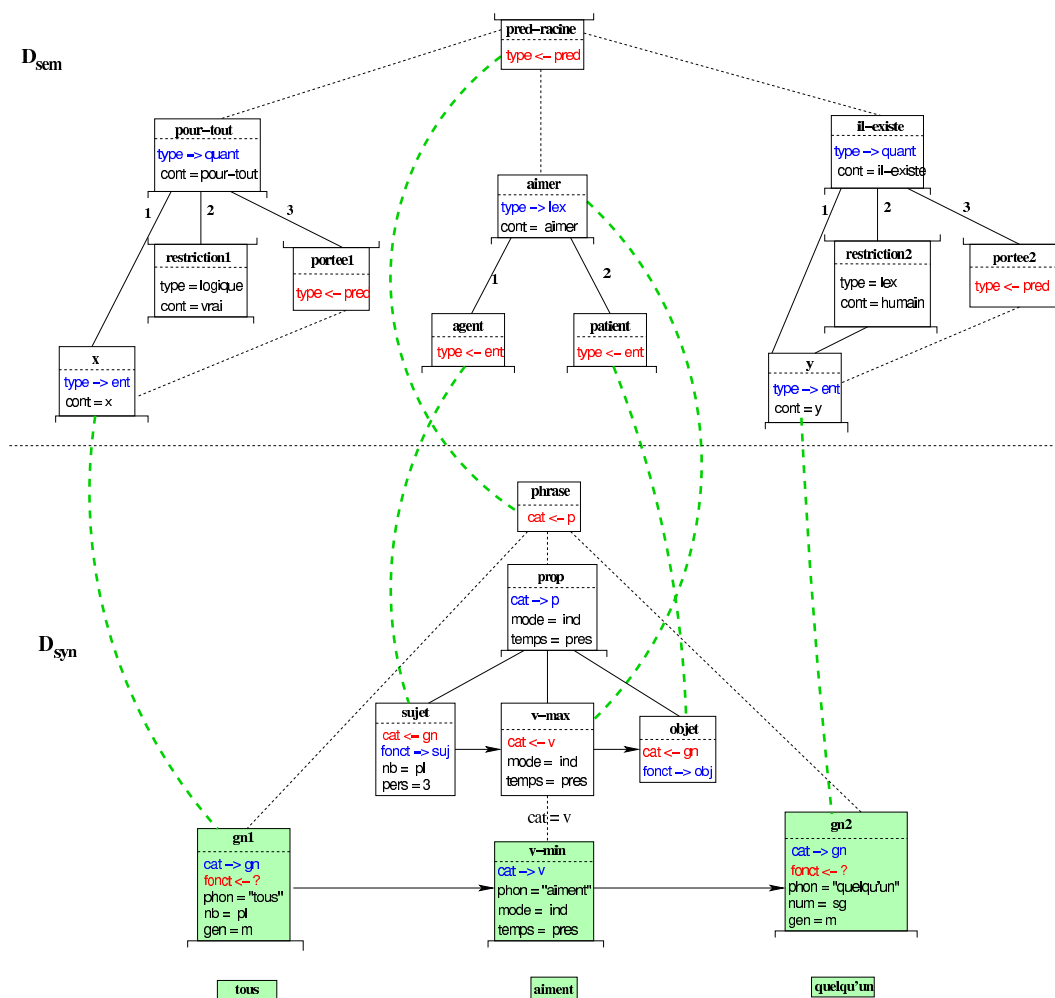 D_sem
pred-racine
type <- pred
pour-tout
type -> quant
cont = pour-tout
1
2
3
restriction1
type = logique
cont = vrai
portee1
type <- pred
x
type -> ent
cont = x
aimer
type -> lex
cont = aimer
1
2
agent
type <- ent
patient
type <- ent
il-existe
type -> quant
cont = il-existe
1
2
3
restriction2
type = lex
cont = humain
portee2
type <- pred
y
type -> ent
cont = y
D_syn
phrase
cat <- p
prop
cat -> p
mode = ind
temps = pres
sujet
cat <- gn
fonct -> suj
nb = pl
pers = 3
v-max
cat <- v
mode = ind
temps = pres
objet
cat <- gn
fonct -> obj
cat = v
gn1
cat -> gn
fonct <- ?
phon = "tous"
nb = pl
gen = m
v-min
cat -> v
phon = "aiment"
mode = ind
temps = pres
gn2
cat -> gn
fonct <- ?
phon = "quelqu'un"
num = sg
gen = m
tous
aiment
quelqu'un